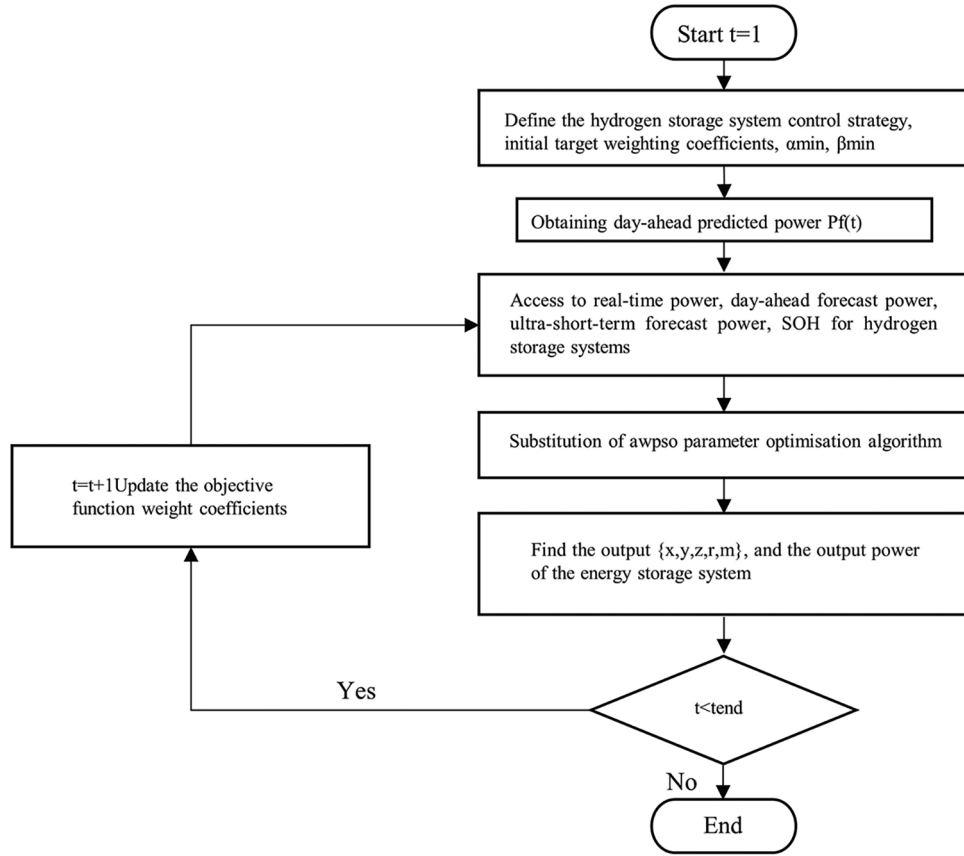 Start t=1
Define the hydrogen storage system control strategy,
initial target weighting coefficients, αmin, βmin
Obtaining day-ahead predicted power Pf(t)
Access to real-time power, day-ahead forecast power,
ultra-short-term forecast power, SOH for hydrogen
storage systems
Substitution of awpso parameter optimisation algorithm
t=t+1Update the objective
function weight coefficients
Find the output {x,y,z,r,m}, and the output power
of the energy storage system
Yes
t<tend
No
End